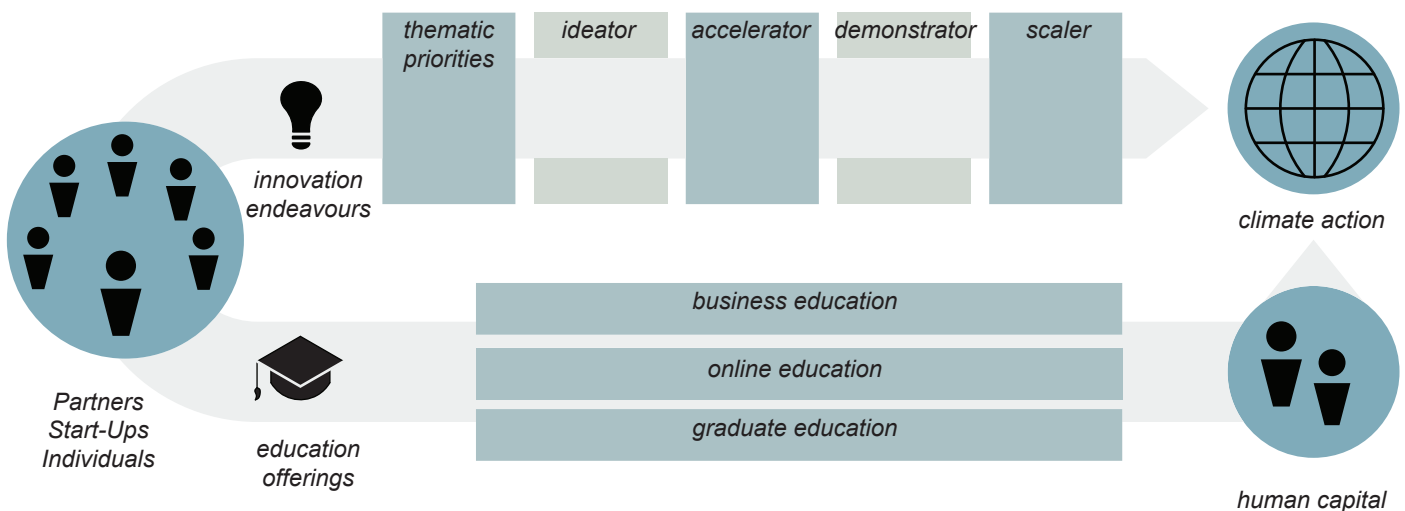 thematic
priorities
ideator
accelerator
demonstrator
scaler
innovation
endeavours
climate action
business education
online education
graduate education
Partners
Start-Ups
Individuals
education
offerings
human capital